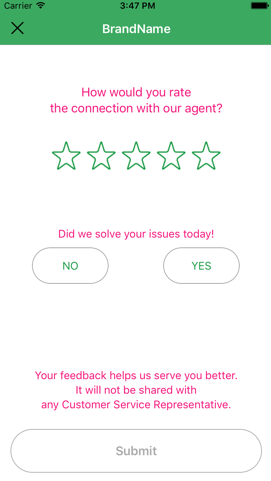 Carrier 3:47 PM
BrandName
How would you rate
the connection with our agent?
Did we solve your issues today!
NO YES
Your feedback helps us serve you better.
It will not be shared with
any Customer Service Representative.
Submit